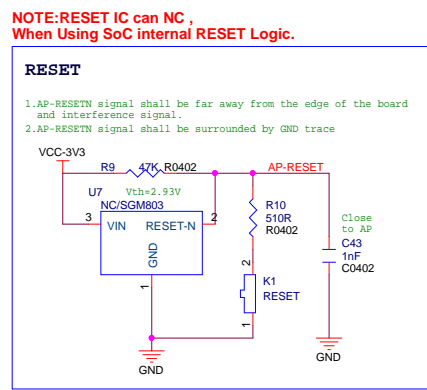 NOTE:RESET IC can NC ,
When Using SoC internal RESET Logic.
RESET
1.AP-RESETN signal shall be far away from the edge of the board
and interference signal.
2.AP-RESETN signal shall be surrounded by GND trace
VCC-3V3
R9 47K R0402
AP-RESET
U7 Vth=2.93V
NC/SGM803
3 VIN RESET-N 2
GND
1
R10
510R
R0402
Close
to AP
C43
1nF
C0402
2
K1
RESET
1
GND
GND